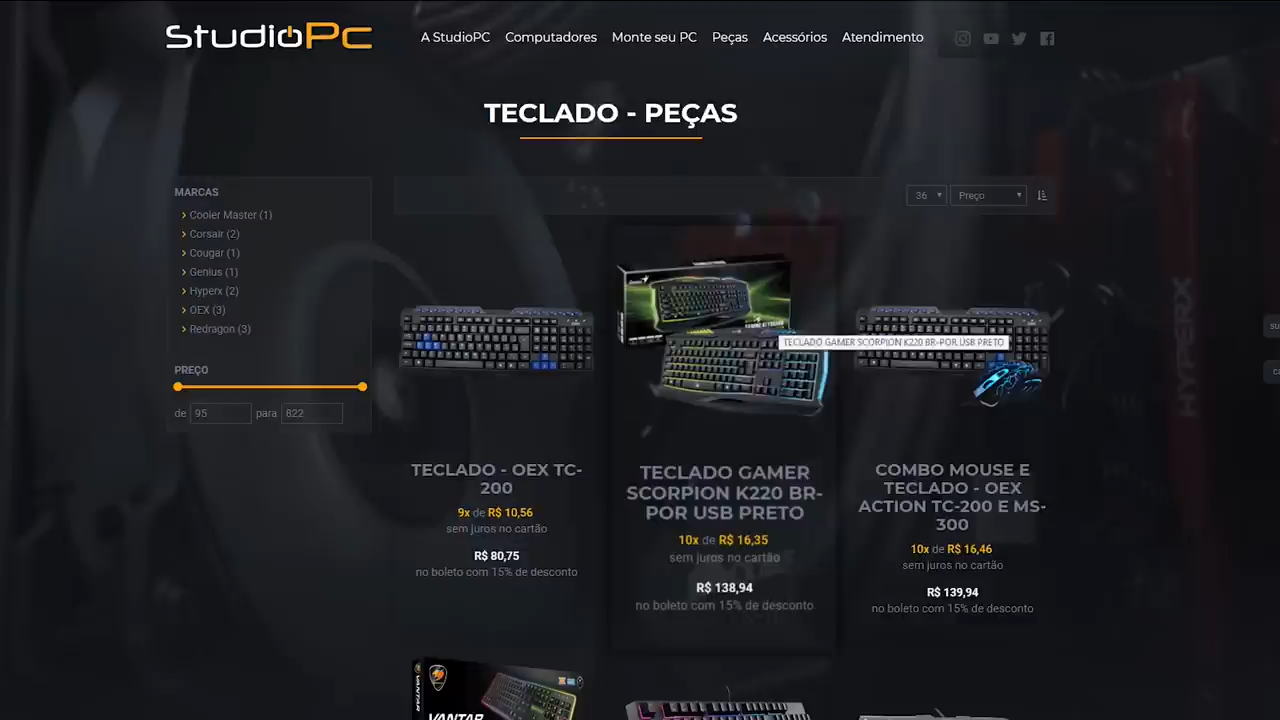 StudioPc
A StudioPC Computadores Monte seu PC Peças Acessórios Atendimento
TECLADO - PEÇAS
MARCAS
Cooler Master (1)
Corsair (2)
Cougar (1)
Genius (1)
Hyperx (2)
OEX (3)
Redragon (3)
PREÇO
de 95 para 822
36 Preço
TECLADO GAMER SCORPION K220 BR-POR USB PRETO
HYPERX
TECLADO - OEX TC-
200
9x de R$ 10,56
sem juros no cartão
R$ 80,75
no boleto com 15% de desconto
TECLADO GAMER
SCORPION K220 BR-
POR USB PRETO
10x de R$ 16,35
sem juros no cartão
R$ 138,94
no boleto com 15% de desconto
COMBO MOUSE E
TECLADO - OEX
ACTION TC-200 E MS-
300
10x de R$ 16,46
sem juros no cartão
R$ 139,94
no boleto com 15% de desconto
VANTAR